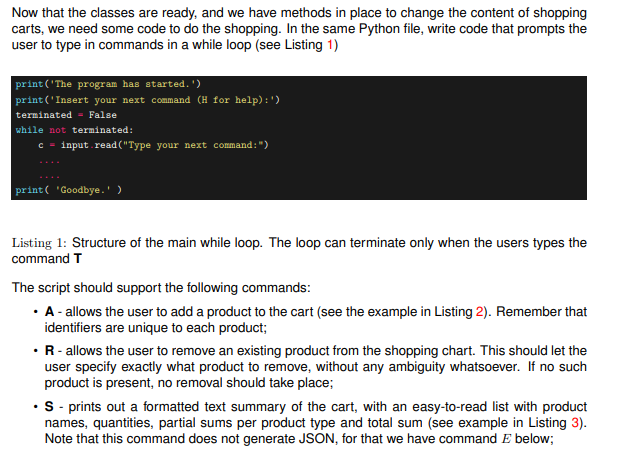 Now that the classes are ready, and we have methods in place to change the content of shopping
carts, we need some code to do the shopping. In the same Python file, write code that prompts the
user to type in commands in a while loop (see Listing 1)
print('The program has started.')
print('Insert your next command (H for help):')
terminated = False
while not terminated:
c = input.read("Type your next command:")
....
....
print( 'Goodbye.' )
Listing 1: Structure of the main while loop. The loop can terminate only when the users types the
command T
The script should support the following commands:
• A - allows the user to add a product to the cart (see the example in Listing 2). Remember that
identifiers are unique to each product;
• R - allows the user to remove an existing product from the shopping chart. This should let the
user specify exactly what product to remove, without any ambiguity whatsoever. If no such
product is present, no removal should take place;
• S - prints out a formatted text summary of the cart, with an easy-to-read list with product
names, quantities, partial sums per product type and total sum (see example in Listing 3).
Note that this command does not generate JSON, for that we have command E below;